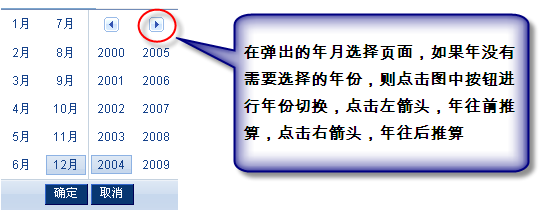 1月 7月
2月 8月 2000 2005
3月 9月 2001 2006
4月 10月 2002 2007
5月 11月 2003 2008
6月 12月 2004 2009
确定 取消
在弹出的年月选择页面，如果年没有
需要选择的年份，则点击图中按钮进
行年份切换，点击左箭头，年往前推
算，点击右箭头，年往后推算